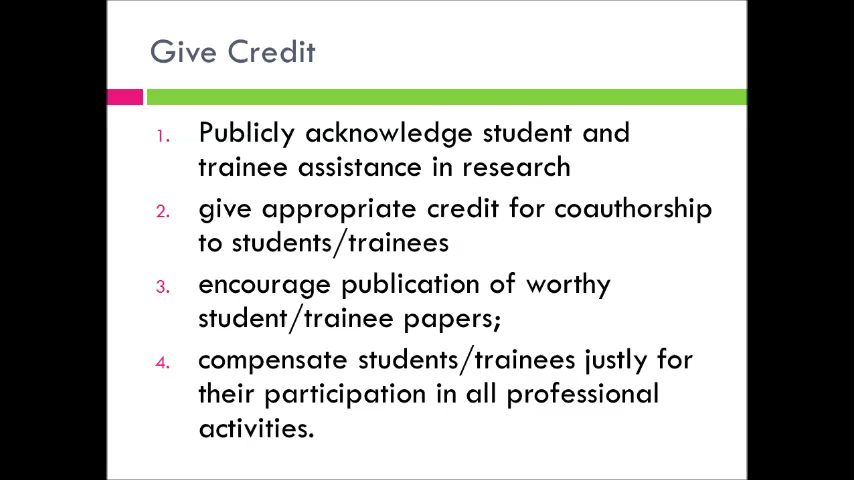 Give Credit
1. Publicly acknowledge student and
trainee assistance in research
2. give appropriate credit for coauthorship
to students/trainees
3. encourage publication of worthy
student/trainee papers;
4. compensate students/trainees justly for
their participation in all professional
activities.